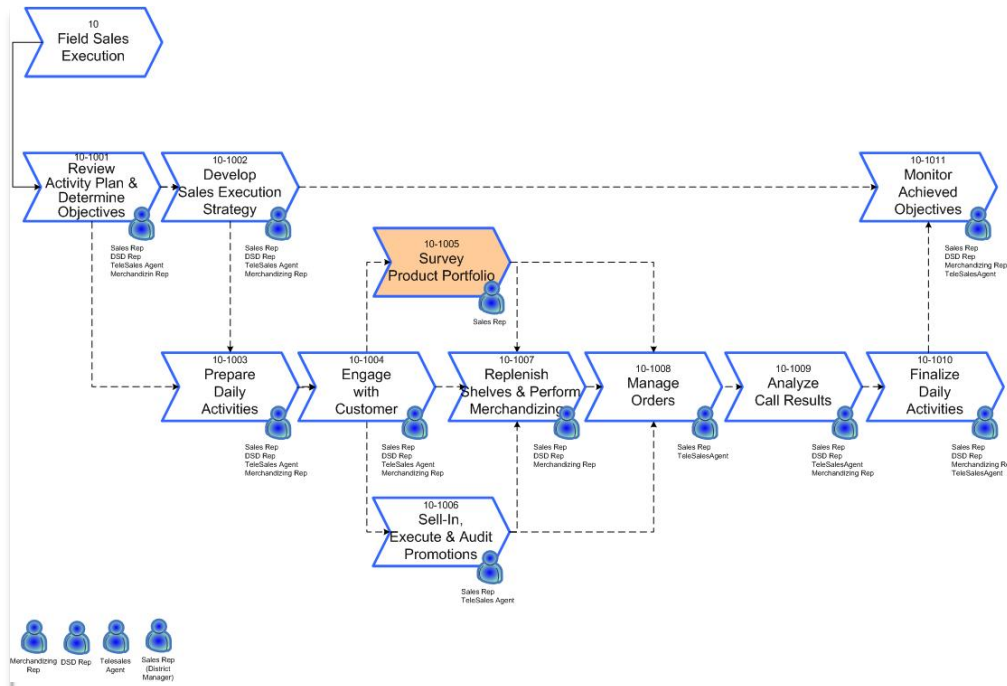 10
Field Sales
Execution
10-1001
Review
Activity Plan &
Determine
Objectives
Sales Rep
DSD Rep
TeleSales Agent
Merchandizin Rep
10-1002
Develop
Sales Execution
Strategy
Sales Rep
DSD Rep
TeleSales Agent
Merchandizing Rep
10-1011
Monitor
Achieved
Objectives
Sales Rep
DSD Rep
Merchandizing Rep
TeleSalesAgent
10-1005
Survey
Product Portfolio
Sales Rep
10-1003
Prepare
Daily
Activities
Sales Rep
DSD Rep
TeleSales Agent
Merchandizing Rep
10-1004
Engage
with
Customer
Sales Rep
DSD Rep
TeleSales Agent
Merchandizing Rep
10-1007
Replenish
Shelves & Perform
Merchandizing
Sales Rep
DSD Rep
Merchandizing Rep
10-1008
Manage
Orders
Sales Rep
TeleSalesAgent
10-1009
Analyze
Call Results
Sales Rep
DSD Rep
TeleSalesAgent
Merchandizing Rep
10-1010
Finalize
Daily
Activities
Sales Rep
DSD Rep
Merchandizing Re
TeleSalesAgent
10-1006
Sell-In,
Execute & Audit
Promotions
Sales Rep
TeleSales Agent
Merchandizing
Rep
DSD Rep
Telesales
Agent
Sales Rep
(District
Manager)